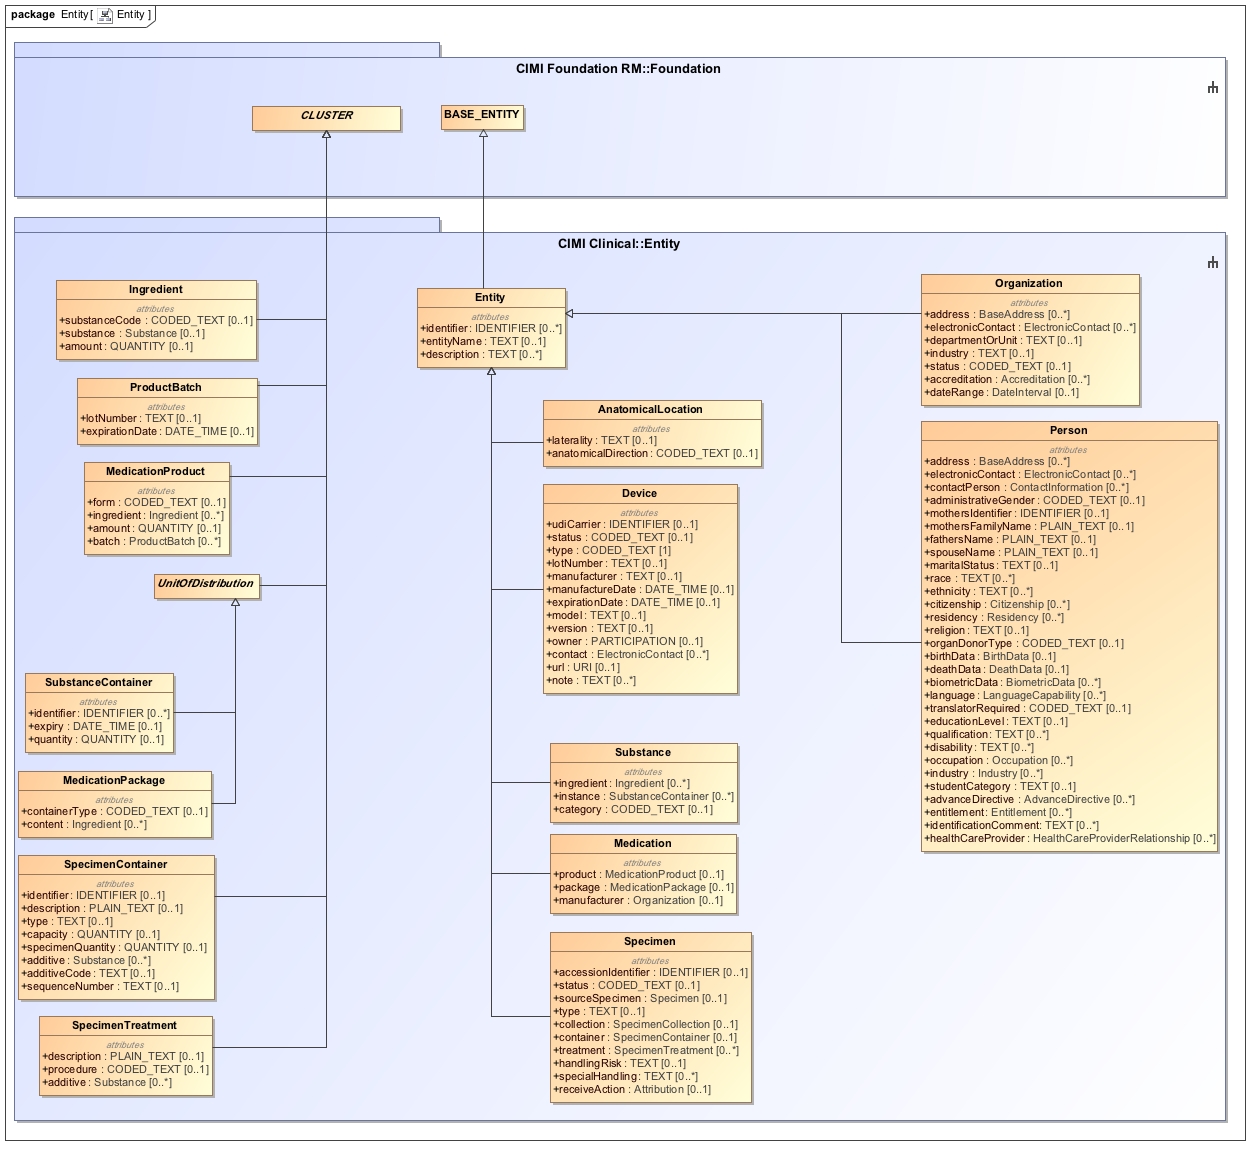 package Entity[ Entity ]
CIMI Foundation RM::Foundation
CLUSTER
BASE_ENTITY
CIMI Clinical::Entity
Ingredient
attributes
+substanceCode : CODED_TEXT [0..1]
+substance : Substance [0..1]
+amount : QUANTITY [0..1]
ProductBatch
attributes
+lotNumber : TEXT [0..1]
+expirationDate : DATE_TIME [0..1]
MedicationProduct
attributes
+form : CODED_TEXT [0..1]
+ingredient : Ingredient [0..*]
+amount : QUANTITY [0..1]
+batch : ProductBatch [0..*]
UnitOfDistribution
SubstanceContainer
attributes
+identifier : IDENTIFIER [0..*]
+expiry : DATE_TIME [0..1]
+quantity : QUANTITY [0..1]
MedicationPackage
attributes
+containerType : CODED_TEXT [0..1]
+content : Ingredient [0..*]
SpecimenContainer
attributes
+identifier : IDENTIFIER [0..1]
+description : PLAIN_TEXT [0..1]
+type : TEXT [0..1]
+capacity : QUANTITY [0..1]
+specimenQuantity : QUANTITY [0..1]
+additive : Substance [0..*]
+additiveCode : TEXT [0..1]
+sequenceNumber : TEXT [0..1]
SpecimenTreatment
attributes
+description : PLAIN_TEXT [0..1]
+procedure : CODED_TEXT [0..1]
+additive : Substance [0..*]
Entity
attributes
+identifier : IDENTIFIER [0..*]
+entityName : TEXT [0..1]
+description : TEXT [0..*]
AnatomicalLocation
attributes
+laterality : TEXT [0..1]
+anatomicalDirection : CODED_TEXT [0..1]
Device
attributes
+udiCarrier : IDENTIFIER [0..1]
+status : CODED_TEXT [0..1]
+type : CODED_TEXT [1]
+lotNumber : TEXT [0..1]
+manufacturer : TEXT [0..1]
+manufactureDate : DATE_TIME [0..1]
+expirationDate : DATE_TIME [0..1]
+model : TEXT [0..1]
+version : TEXT [0..1]
+owner : PARTICIPATION [0..1]
+contact : ElectronicContact [0..*]
+url : URI [0..1]
+note : TEXT [0..*]
Substance
attributes
+ingredient : Ingredient [0..*]
+instance : SubstanceContainer [0..*]
+category : CODED_TEXT [0..1]
Medication
attributes
+product : MedicationProduct [0..1]
+package : MedicationPackage [0..1]
+manufacturer : Organization [0..1]
Specimen
attributes
+accessionIdentifier : IDENTIFIER [0..1]
+status : CODED_TEXT [0..1]
+sourceSpecimen : Specimen [0..1]
+type : TEXT [0..1]
+collection : SpecimenCollection [0..1]
+container : SpecimenContainer [0..1]
+treatment : SpecimenTreatment [0..*]
+handlingRisk : TEXT [0..1]
+specialHandling : TEXT [0..*]
+receiveAction : Attribution [0..1]
Organization
attributes
+address : BaseAddress [0..*]
+electronicContact : ElectronicContact [0..*]
+departmentOrUnit : TEXT [0..1]
+industry : TEXT [0..1]
+status : CODED_TEXT [0..1]
+accreditation : Accreditation [0..*]
+dateRange : DateInterval [0..1]
Person
attributes
+address : BaseAddress [0..*]
+electronicContact : ElectronicContact [0..*]
+contactPerson : ContactInformation [0..*]
+administrativeGender : CODED_TEXT [0..1]
+mothersIdentifier : IDENTIFIER [0..1]
+mothersFamilyName : PLAIN_TEXT [0..1]
+fathersName : PLAIN_TEXT [0..1]
+spouseName : PLAIN_TEXT [0..1]
+maritalStatus : TEXT [0..1]
+race : TEXT [0..*]
+ethnicity : TEXT [0..*]
+citizenship : Citizenship [0..*]
+residency : Residency [0..*]
+religion : TEXT [0..1]
+organDonorType : CODED_TEXT [0..1]
+birthData : BirthData [0..1]
+deathData : DeathData [0..1]
+biometricData : BiometricData [0..*]
+language : LanguageCapability [0..*]
+translatorRequired : CODED_TEXT [0..1]
+educationLevel : TEXT [0..1]
+qualification : TEXT [0..*]
+disability : TEXT [0..*]
+occupation : Occupation [0..*]
+industry : Industry [0..*]
+studentCategory : TEXT [0..1]
+advanceDirective : AdvanceDirective [0..*]
+entitlement : Entitlement [0..*]
+identificationComment : TEXT [0..*]
+healthCareProvider : HealthCareProviderRelationship [0..*]